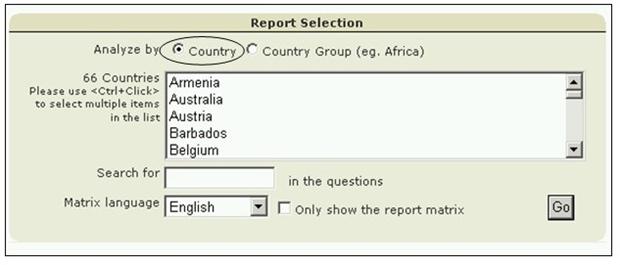 Report Selection
Analyze by Country Country Group (eg. Africa)
66 Countries
Please use <Ctrl+Click>
to select multiple items
in the list
Armenia
Australia
Austria
Barbados
Belgium
Search for in the questions
Matrix language English Only show the report matrix Go